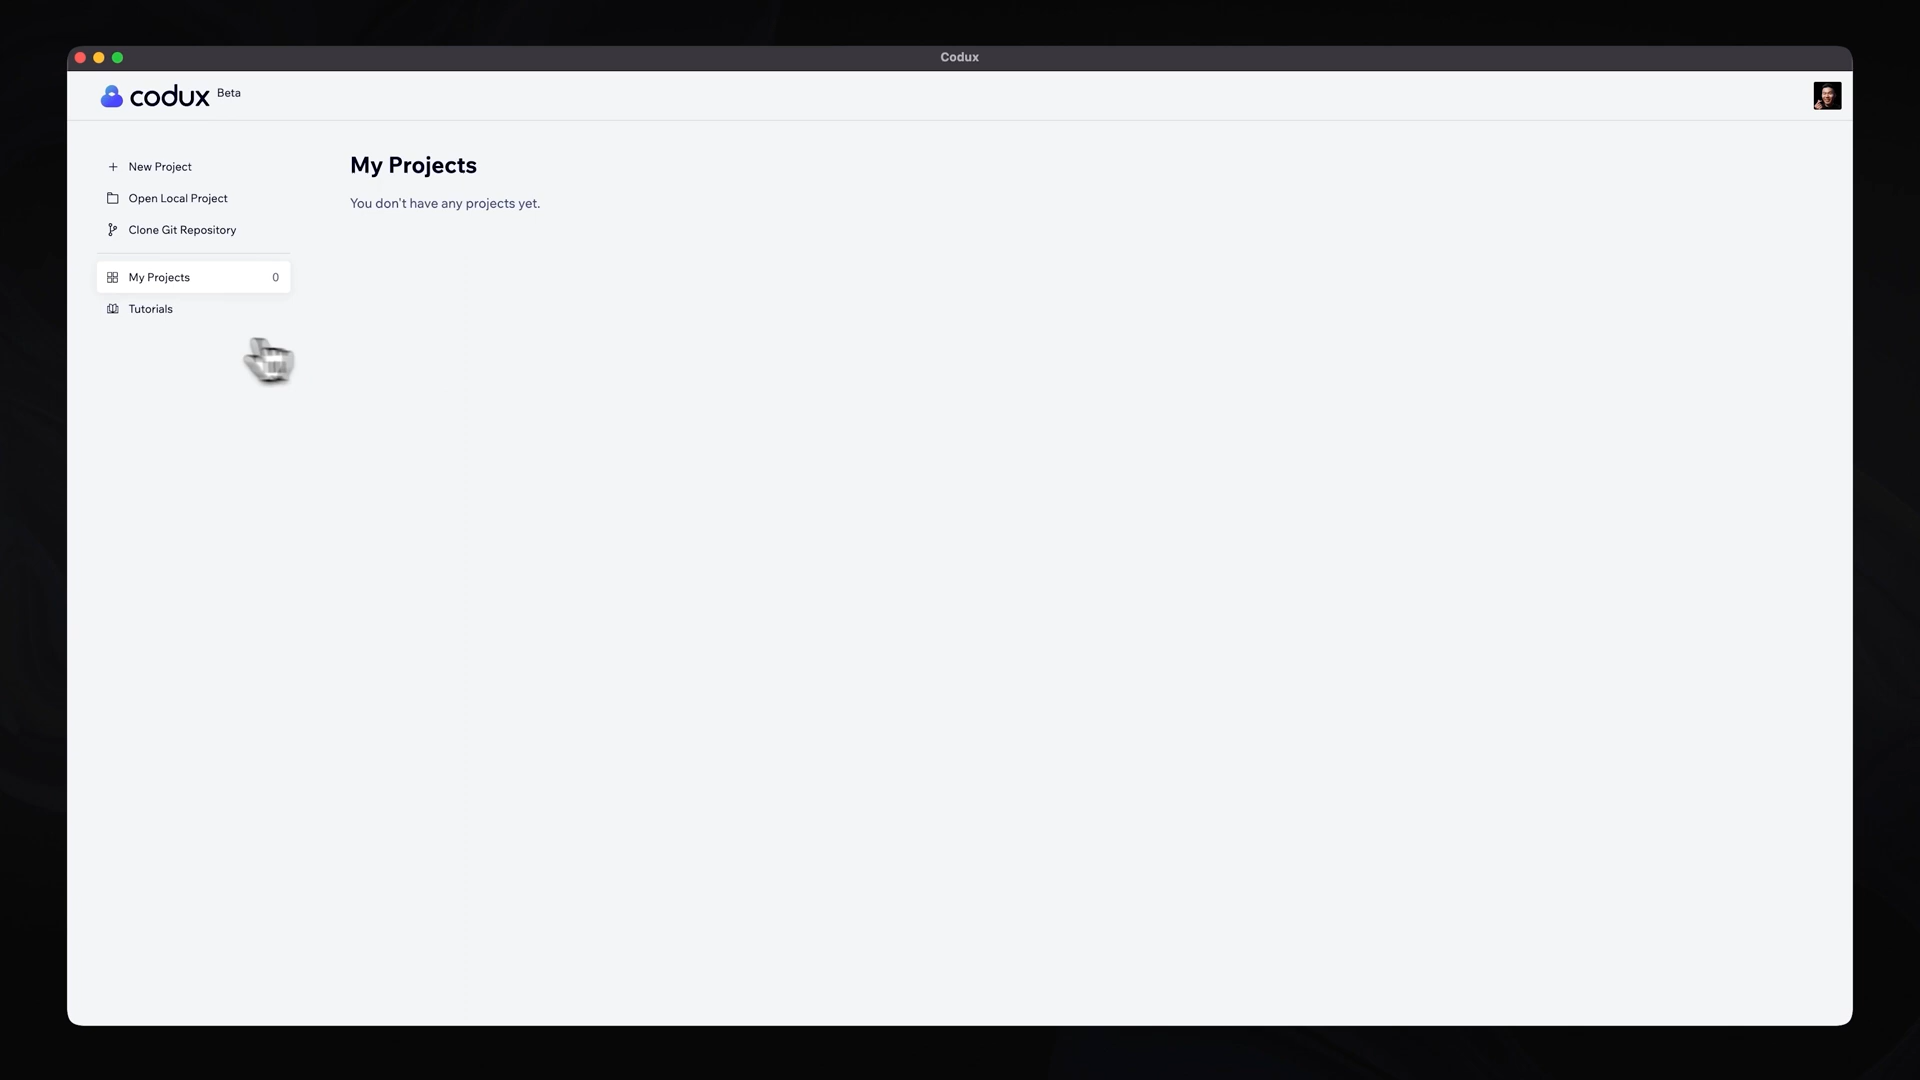 Codux
codux Beta
New Project
Open Local Project
Clone Git Repository
My Projects 0
Tutorials
My Projects
You don't have any projects yet.